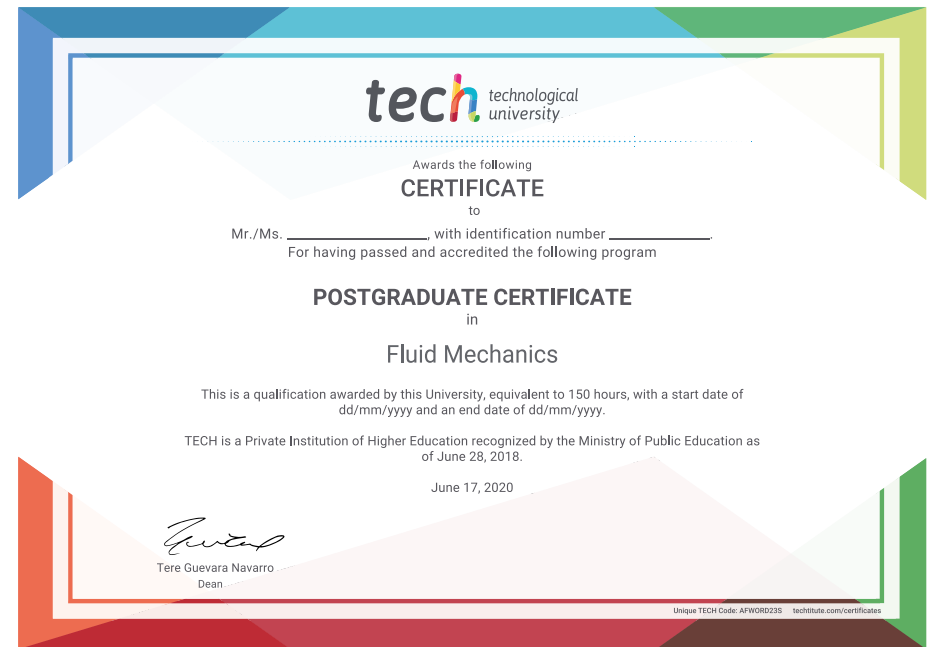 tech technological
university
Awards the following
CERTIFICATE
to
Mr./Ms. ____________________, with identification number ______________.
For having passed and accredited the following program
POSTGRADUATE CERTIFICATE
in
Fluid Mechanics
This is a qualification awarded by this University, equivalent to 150 hours, with a start date of
dd/mm/yyyy and an end date of dd/mm/yyyy.
TECH is a Private Institution of Higher Education recognized by the Ministry of Public Education as
of June 28, 2018.
June 17, 2020
Tere Guevara Navarro
Dean
Unique TECH Code: AFWORD23S techtitute.com/certificates